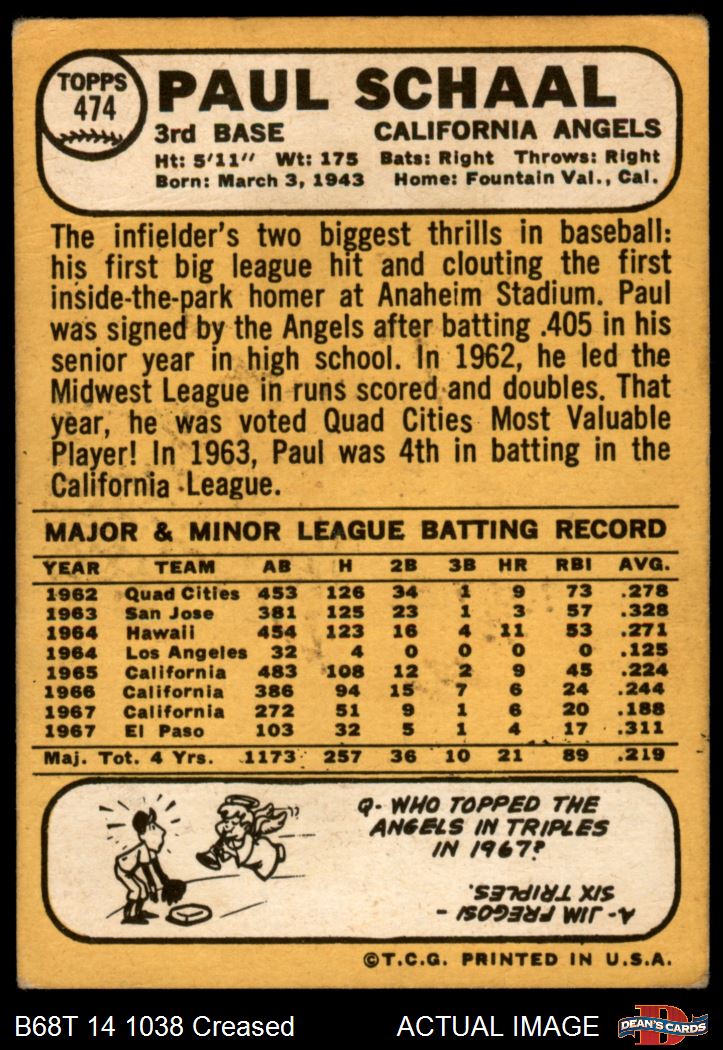 TOPPS
474
PAUL SCHAAL
3rd BASE CALIFORNIA ANGELS
Ht: 5'11" Wt: 175 Bats: Right Throws: Right
Born: March 3, 1943 Home: Fountain Val., Cal.
The infielder's two biggest thrills in baseball:
his first big league hit and clouting the first
inside-the-park homer at Anaheim Stadium. Paul
was signed by the Angels after batting .405 in his
senior year in high school. In 1962, he led the
Midwest League in runs scored and doubles. That
year, he was voted Quad Cities Most Valuable
Player! In 1963, Paul was 4th in batting in the
California League.
MAJOR & MINOR LEAGUE BATTING RECORD
YEAR TEAM AB H 2B 3B HR RBI AVG.
1962 Quad Cities 453 126 34 1 9 73 .278
1963 San Jose 381 125 23 1 3 57 .328
1964 Hawaii 454 123 16 4 11 53 .271
1964 Los Angeles 32 4 0 0 0 0 .125
1965 California 483 108 12 2 9 45 .224
1966 California 386 94 15 7 6 24 .244
1967 California 272 51 9 1 6 20 .188
1967 El Paso 103 32 5 1 4 17 .311
Maj. Tot. 4 Yrs. 1173 257 36 10 21 89 .219
Q- WHO TOPPED THE
ANGELS IN TRIPLES
IN 1967?
A- JIM FREGOSI -
SIX TRIPLES.
©T.C.G. PRINTED IN U.S.A.
B68T 14 1038 Creased ACTUAL IMAGE
D
DEAN'S CARDS